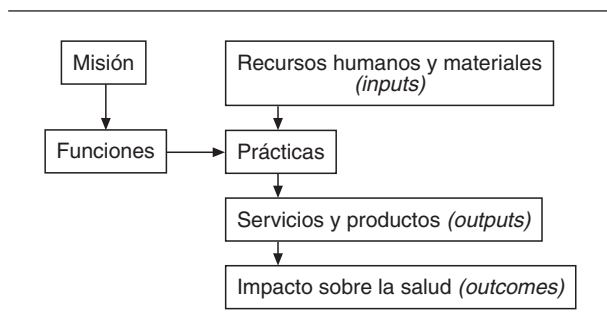 Misión
Recursos humanos y materiales
(inputs)
Funciones
Prácticas
Servicios y productos (outputs)
Impacto sobre la salud (outcomes)